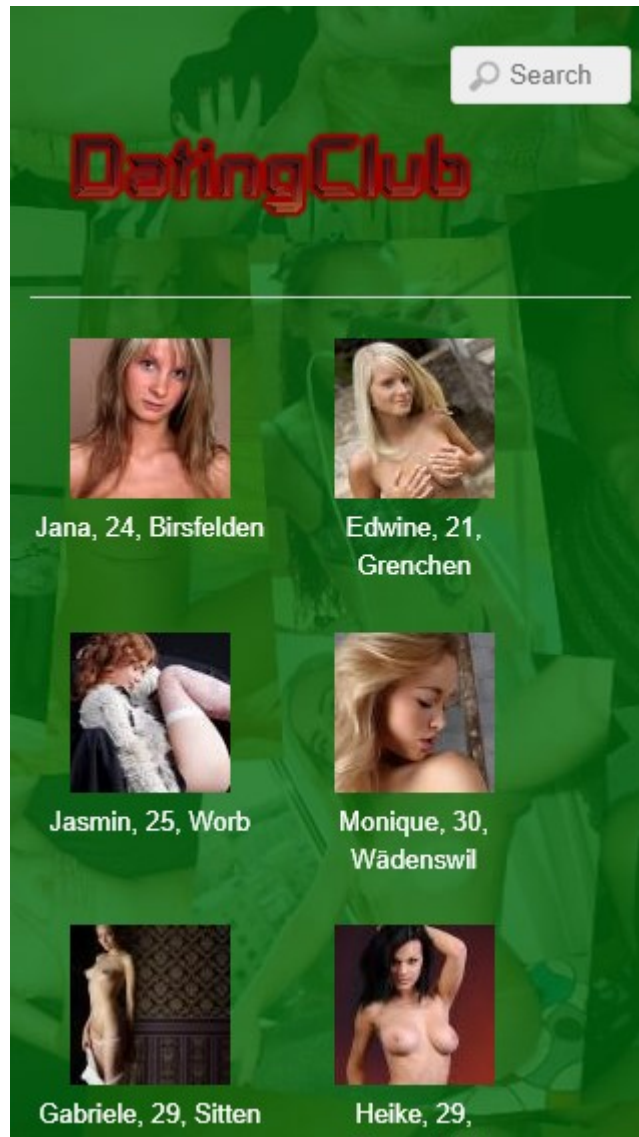 Search
DatingClub
Jana, 24, Birsfelden
Edwine, 21,
Grenchen
Jasmin, 25, Worb
Monique, 30,
Wädenswil
Gabriele, 29, Sitten
Heike, 29,